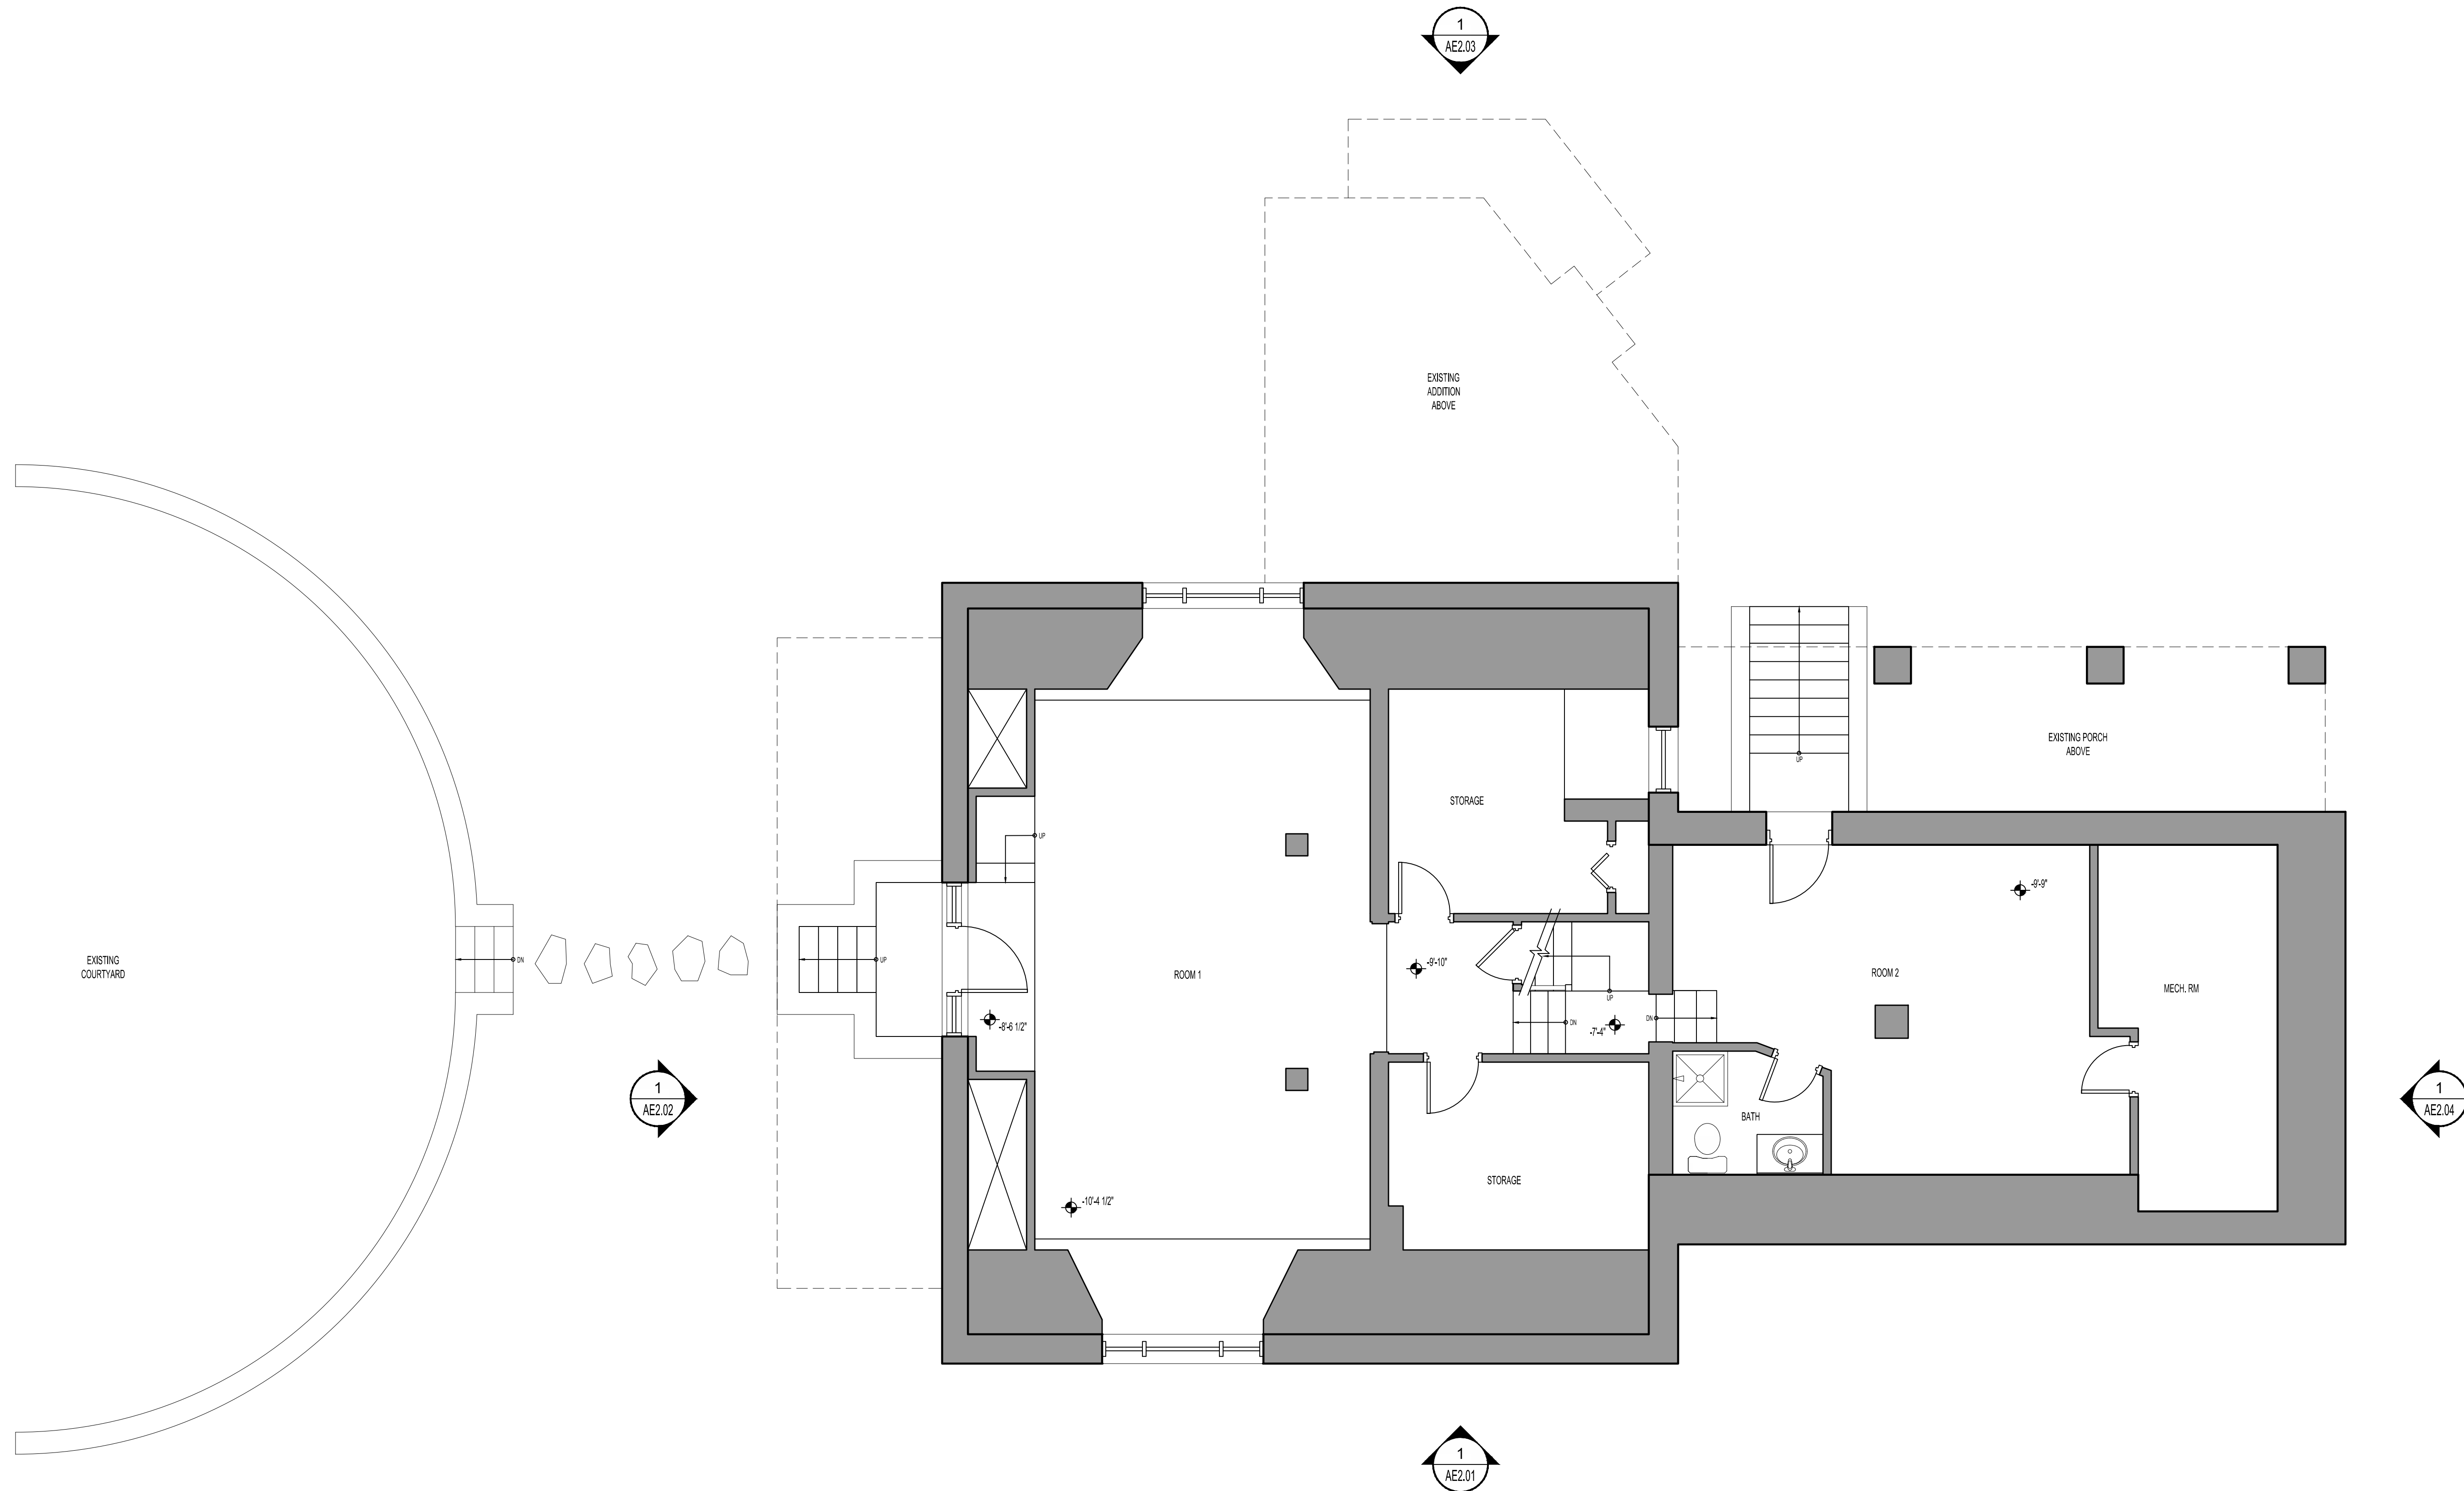 1
AE2.03
EXISTING
ADDITION
ABOVE
EXISTING PORCH
ABOVE
UP
STORAGE
UP
-9'-9"
EXISTING
COURTYARD
DN
UP
ROOM 1
-9'-10"
ROOM 2
MECH. RM
UP
-8'-6 1/2"
DN
-7'-4"
DN
1
AE2.02
BATH
1
AE2.04
STORAGE
-10'-4 1/2"
1
AE2.01